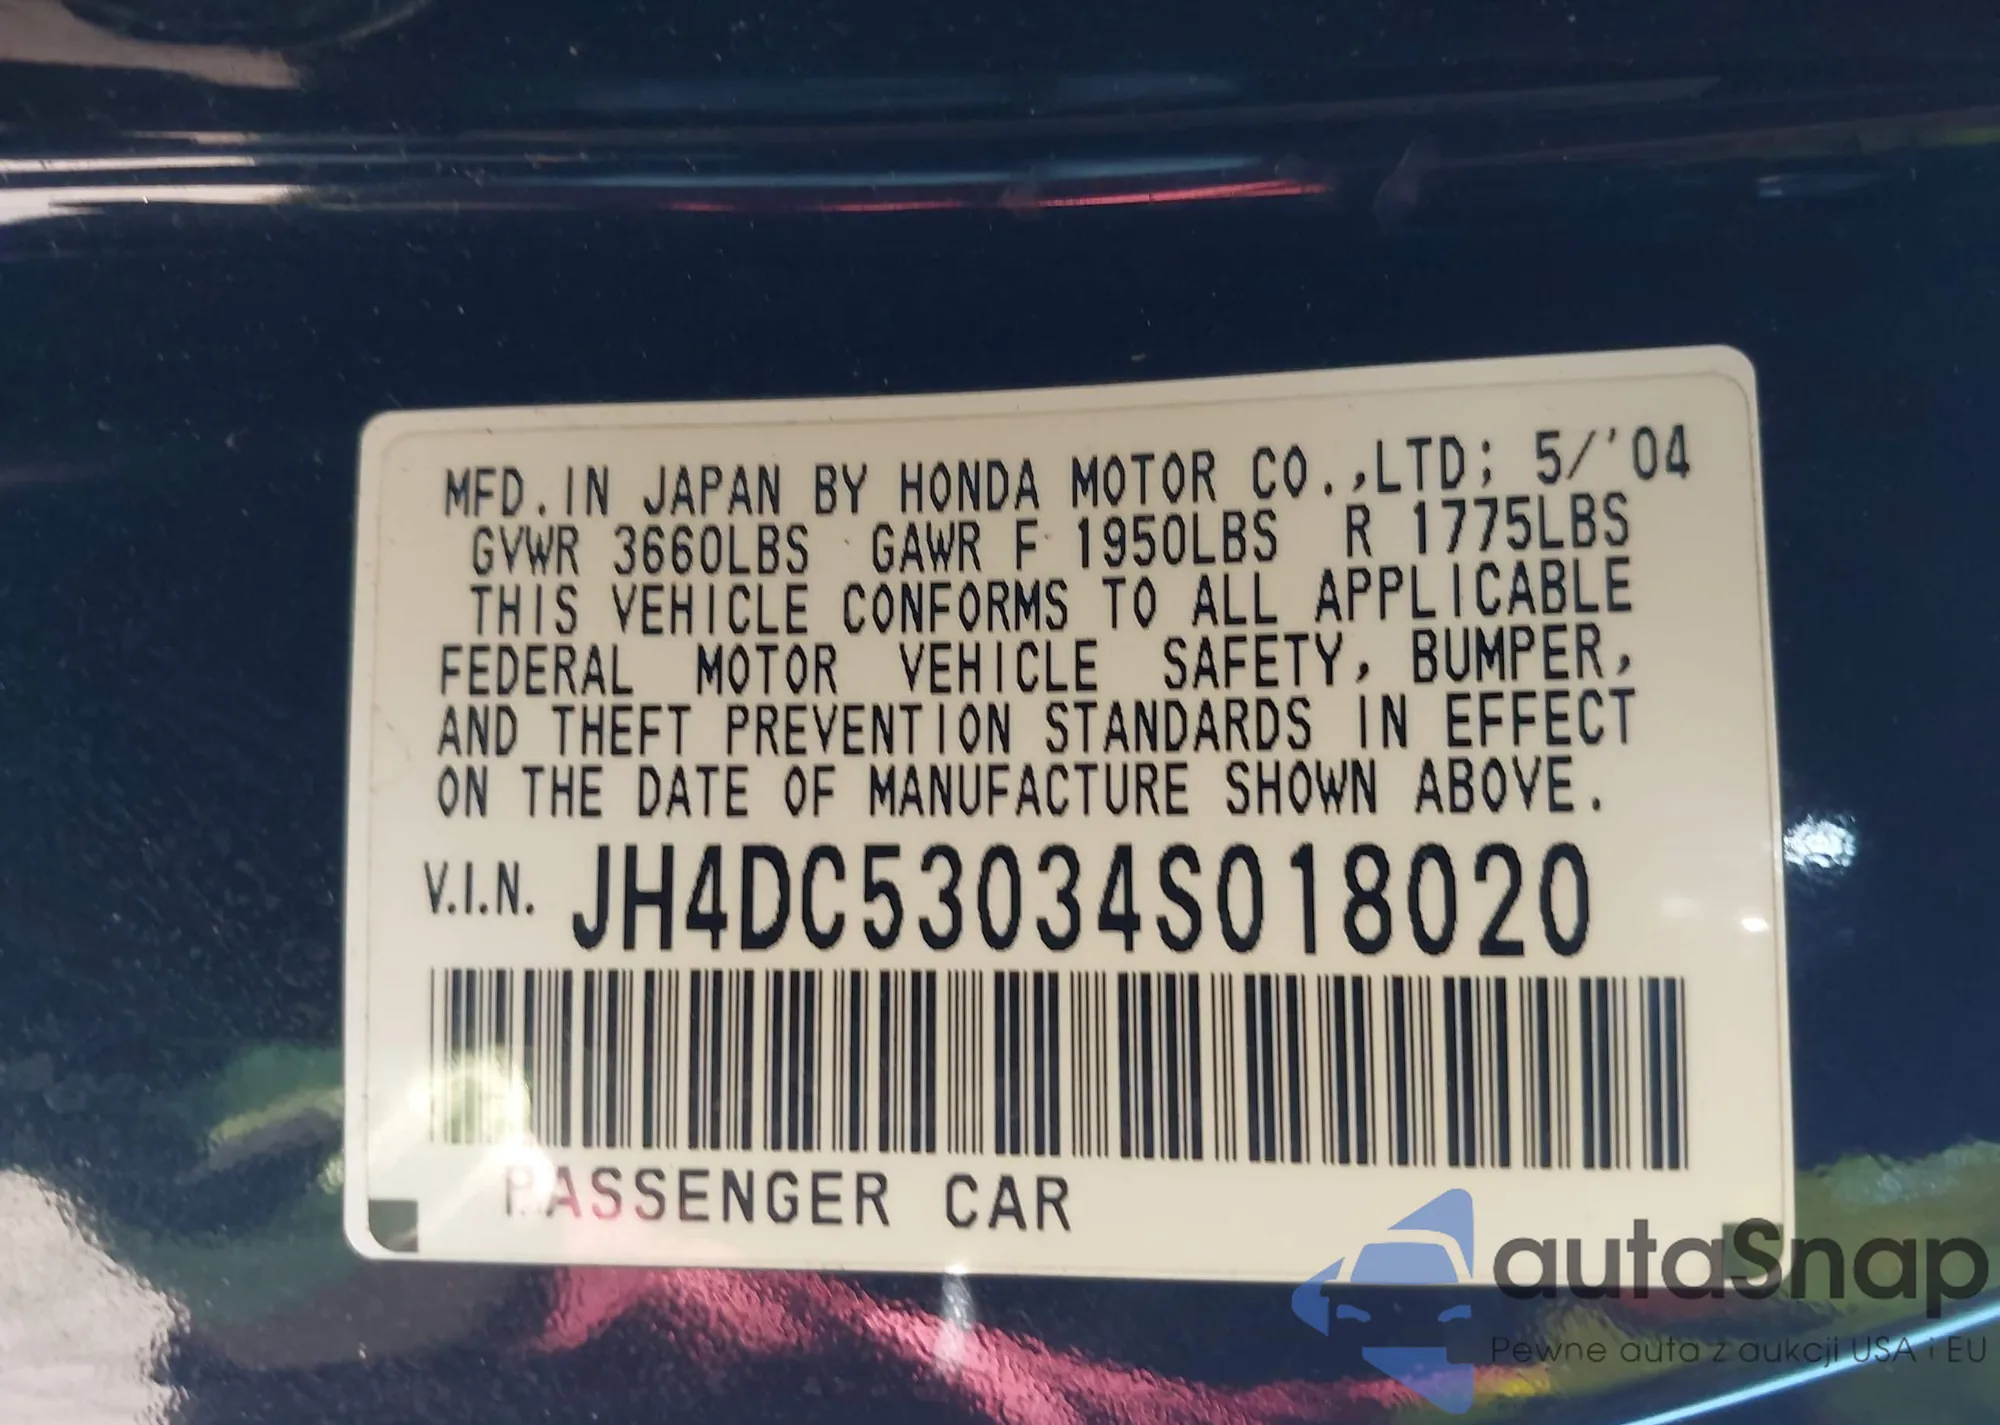 MFD. IN JAPAN BY HONDA MOTOR CO.,LTD; 5/'04
GVWR 3660LBS GAWR F 1950LBS R 1775LBS
THIS VEHICLE CONFORMS TO ALL APPLICABLE
FEDERAL MOTOR VEHICLE SAFETY, BUMPER,
AND THEFT PREVENTION STANDARDS IN EFFECT
ON THE DATE OF MANUFACTURE SHOWN ABOVE.
V.I.N. JH4DC53034S018020
PASSENGER CAR
autaSnap
Pewne auta z aukcji USA i EU